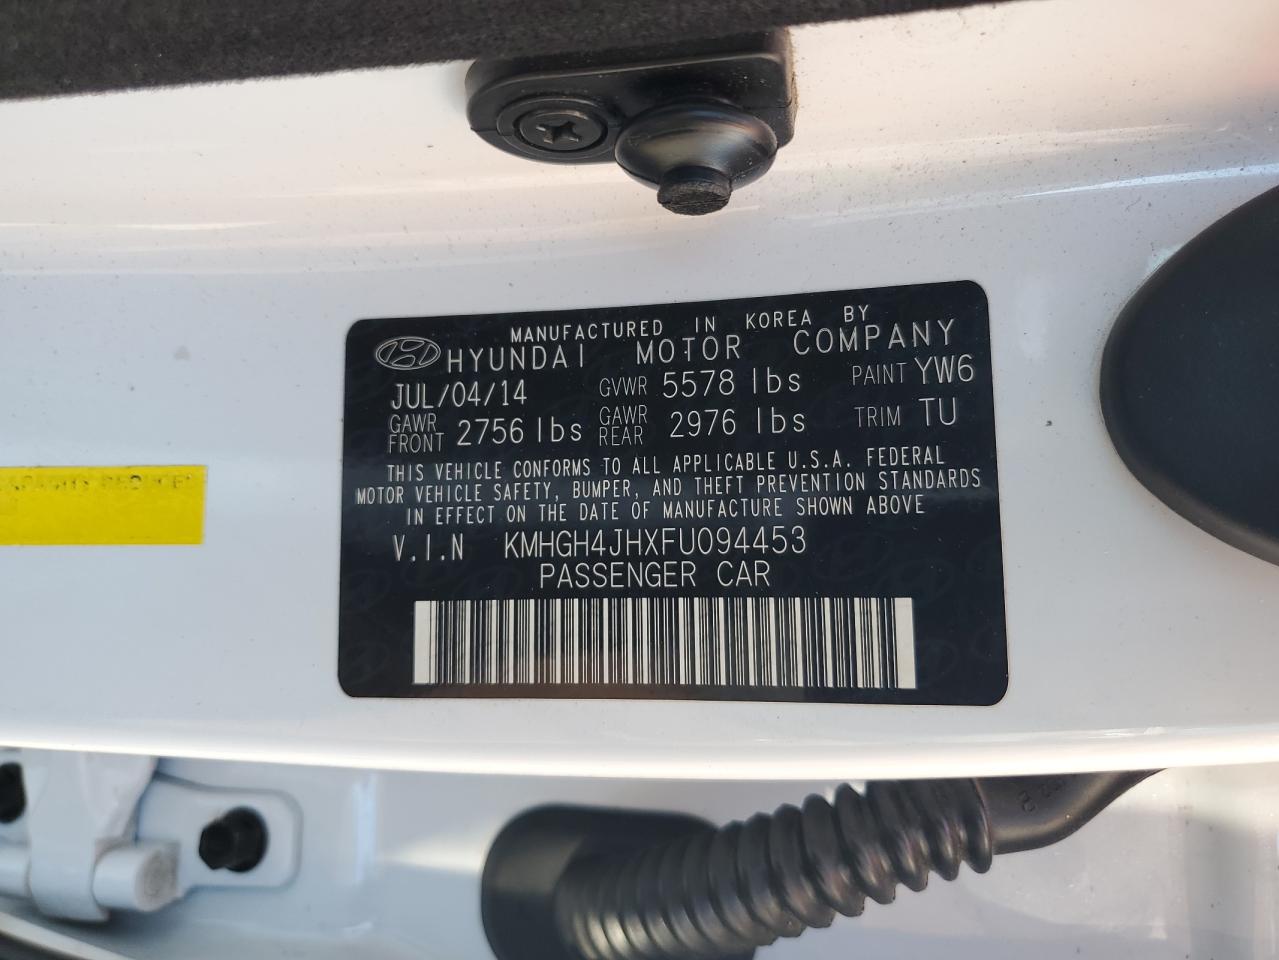 MANUFACTURED IN KOREA BY
HYUNDAI MOTOR COMPANY
JUL/04/14 GVWR 5578 lbs PAINT YW6
GAWR FRONT 2756 lbs GAWR REAR 2976 lbs TRIM TU
THIS VEHICLE CONFORMS TO ALL APPLICABLE U.S.A. FEDERAL
MOTOR VEHICLE SAFETY, BUMPER, AND THEFT PREVENTION STANDARDS
IN EFFECT ON THE DATE OF MANUFACTURE SHOWN ABOVE
V.I.N KMHGH4JHXFU094453
PASSENGER CAR